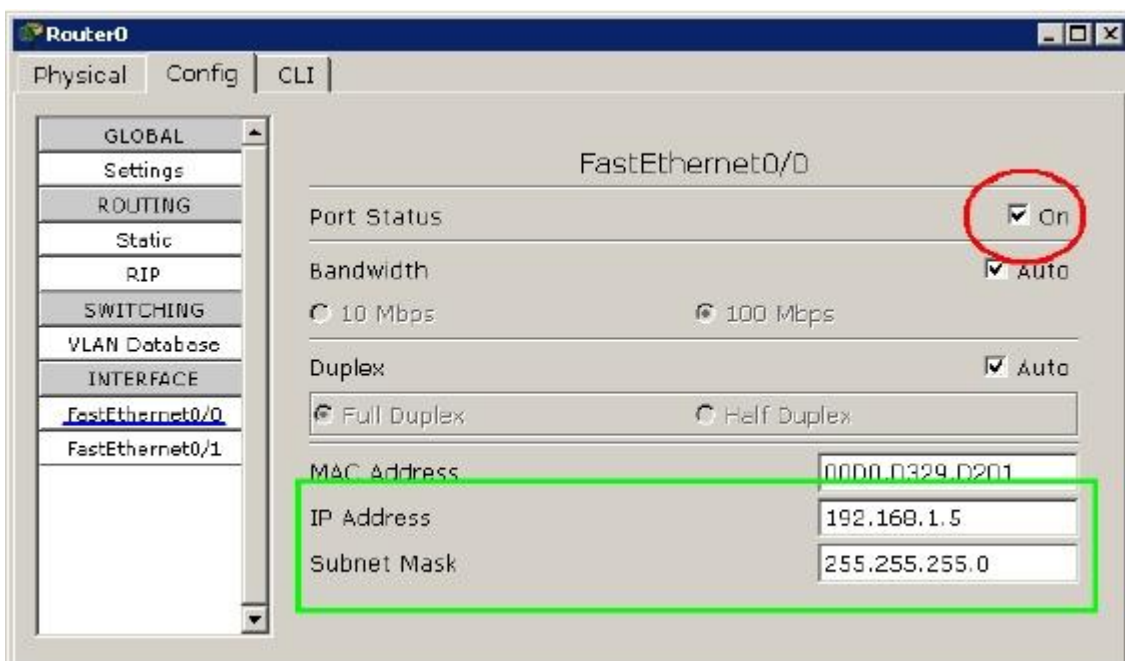 Router0
Physical Config CLI
GLOBAL
Settings
ROUTING
Static
RIP
SWITCHING
VLAN Database
INTERFACE
FastEthernet0/0
FastEthernet0/1
FastEthernet0/0
Port Status On
Bandwidth Auto
10 Mbps 100 Mbps
Duplex Auto
Full Duplex Half Duplex
MAC Address 00D0.D329.D201
IP Address 192.168.1.5
Subnet Mask 255.255.255.0